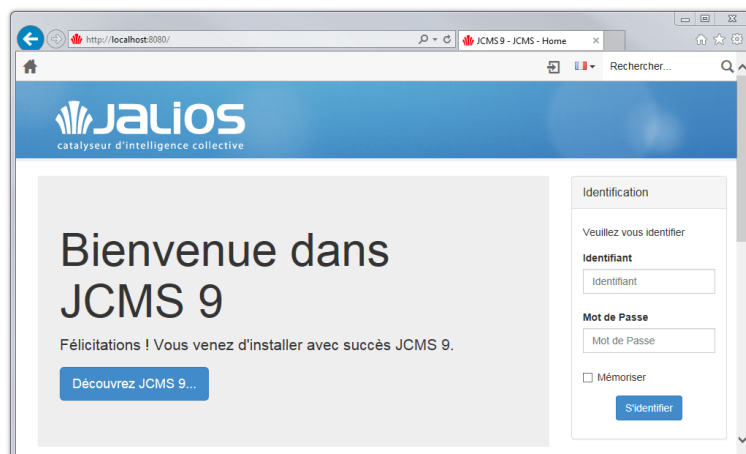 http://localhost:8080/
JCMS 9 - JCMS - Home
Rechercher...
Jalios
catalyseur d'intelligence collective
Bienvenue dans
JCMS 9
Félicitations ! Vous venez d'installer avec succès JCMS 9.
Découvrez JCMS 9...
Identification
Veuillez vous identifier
Identifiant
Identifiant
Mot de Passe
Mot de Passe
Mémoriser
S'identifier